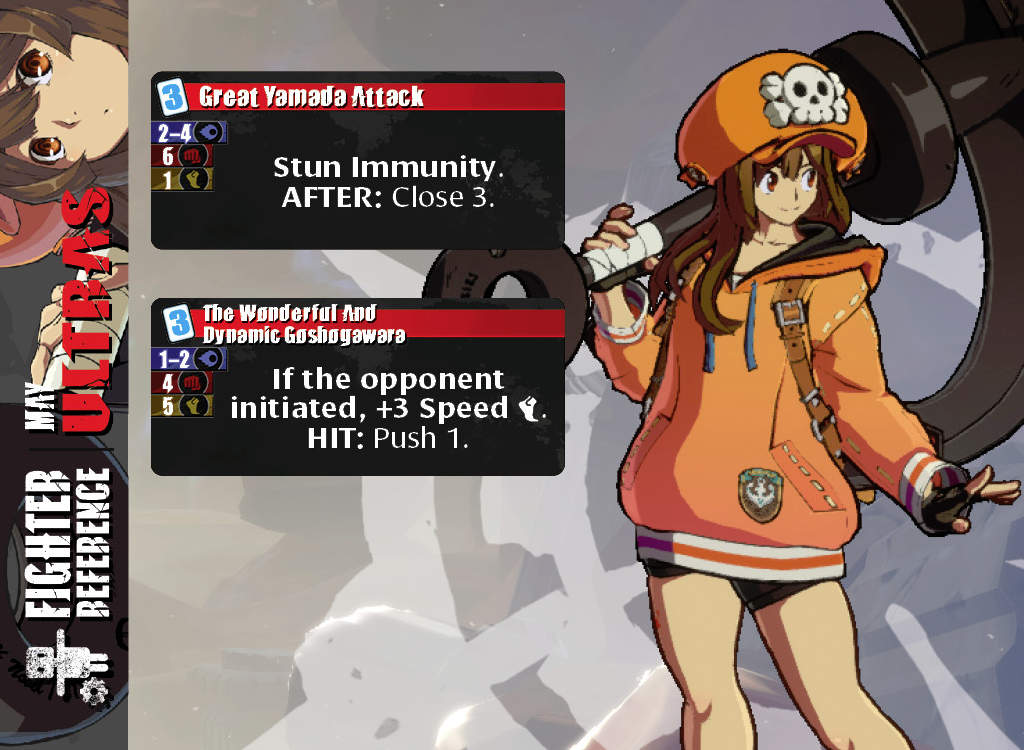 FIGHTER
REFERENCE
MAY
ULTRAS
3 Great Yamada Attack
2-4
6
1
Stun Immunity.
AFTER: Close 3.
3 The Wonderful And
Dynamic Goshogawara
1-2
4
5
If the opponent
initiated, +3 Speed.
HIT: Push 1.